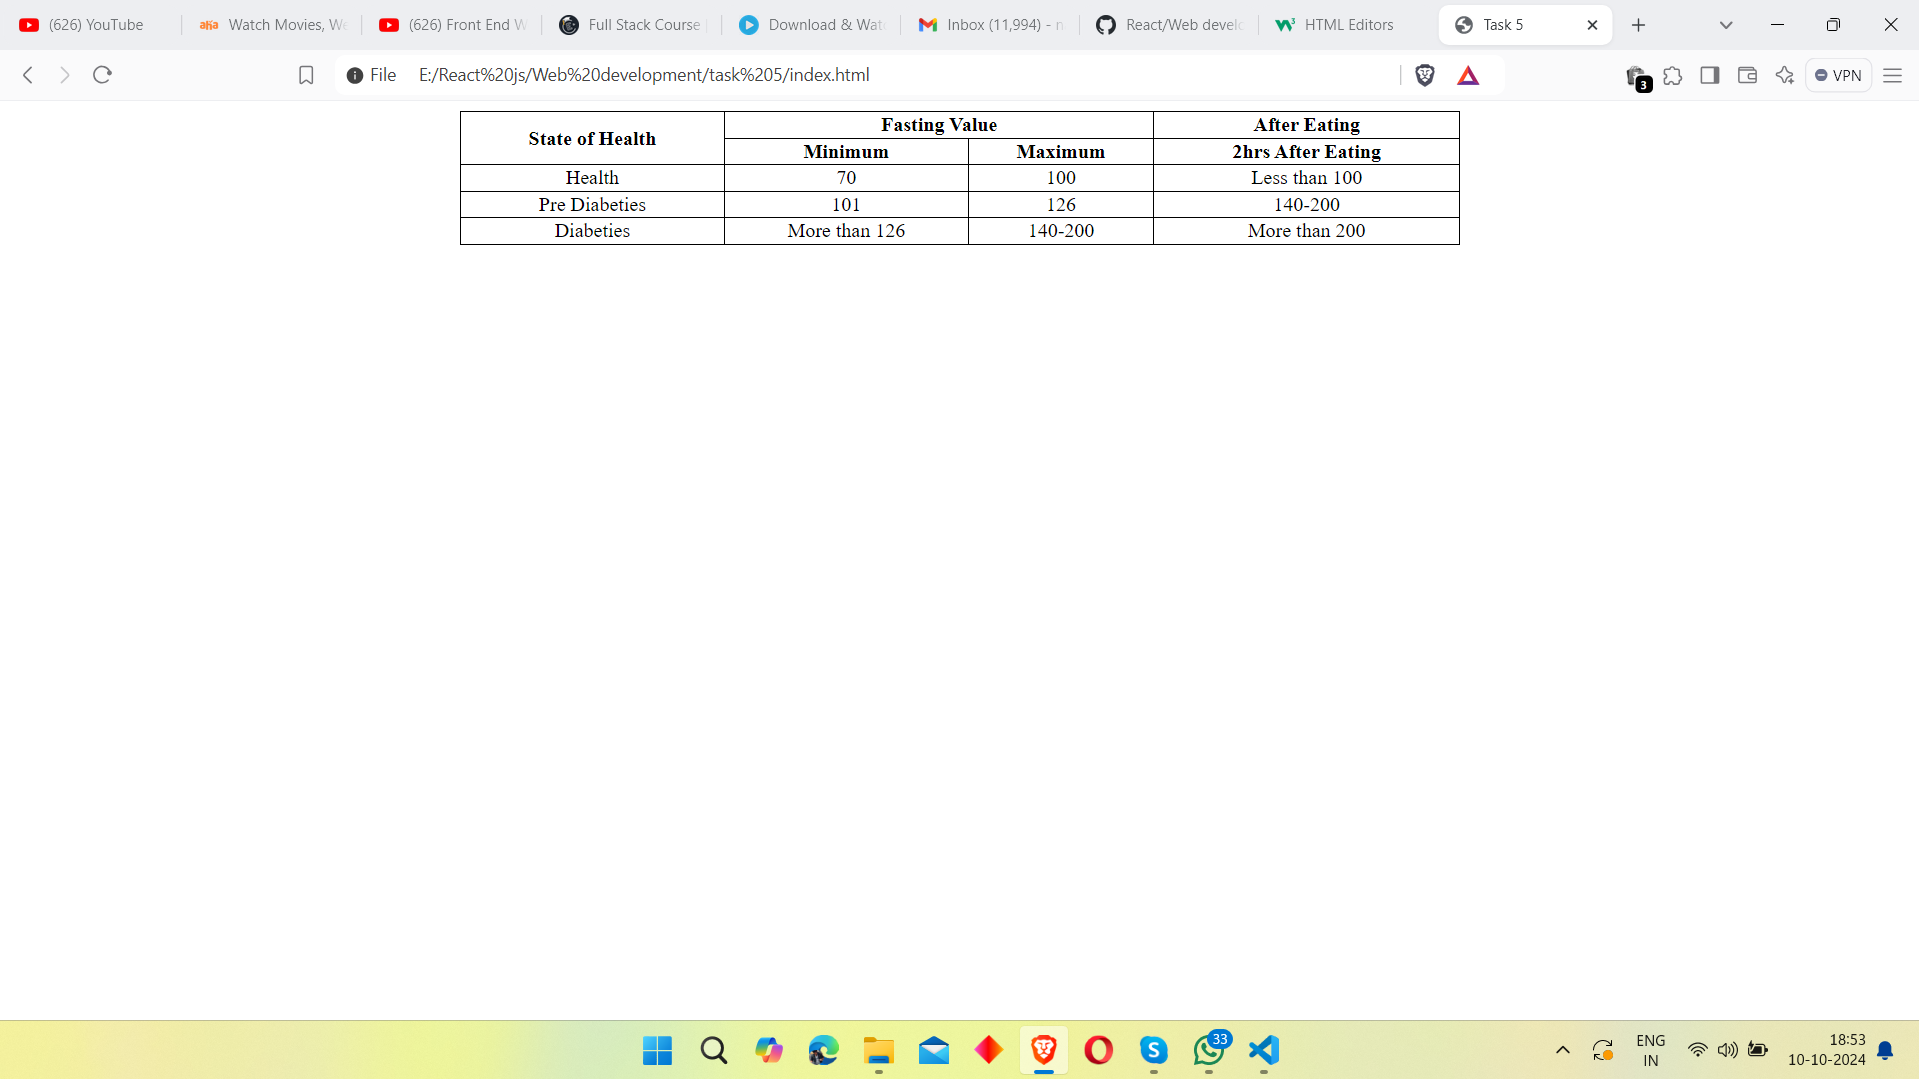 (626) YouTube
aha Watch Movies, We
(626) Front End W
Full Stack Course
Download & Wat
Inbox (11,994) - n
React/Web develo
HTML Editors
Task 5
File E:/React%20js/Web%20development/task%205/index.html
3
VPN
State of Health Fasting Value After Eating
Minimum Maximum 2hrs After Eating
Health 70 100 Less than 100
Pre Diabeties 101 126 140-200
Diabeties More than 126 140-200 More than 200
33
ENG
IN
18:53
10-10-2024